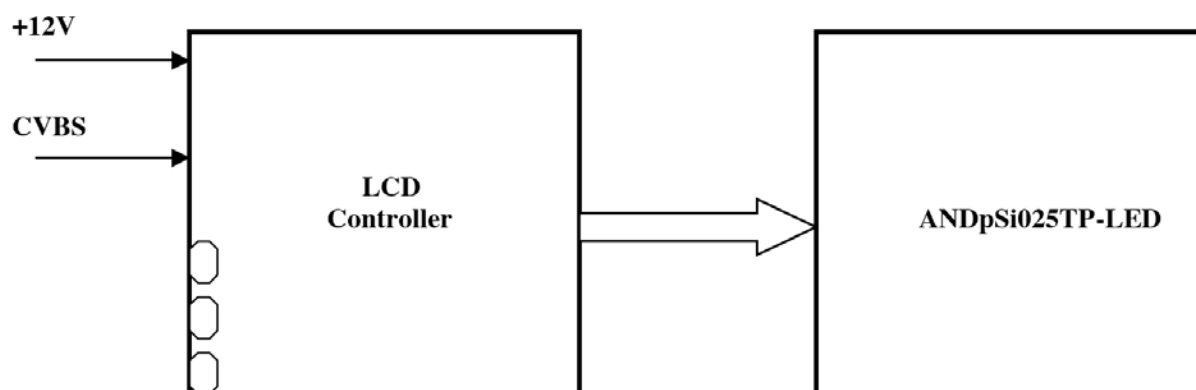 +12V
CVBS
LCD
Controller
ANDpSi025TP-LED